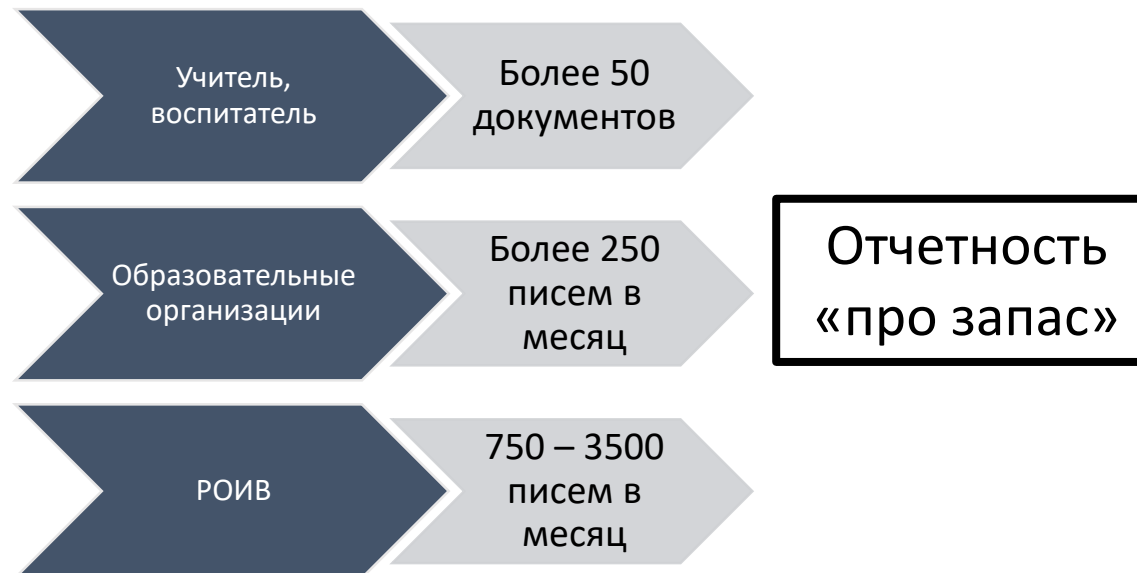 Учитель,
воспитатель
Более 50
документов
Образовательные
организации
Более 250
писем в
месяц
РОИВ
750 – 3500
писем в
месяц
Отчетность
«про запас»